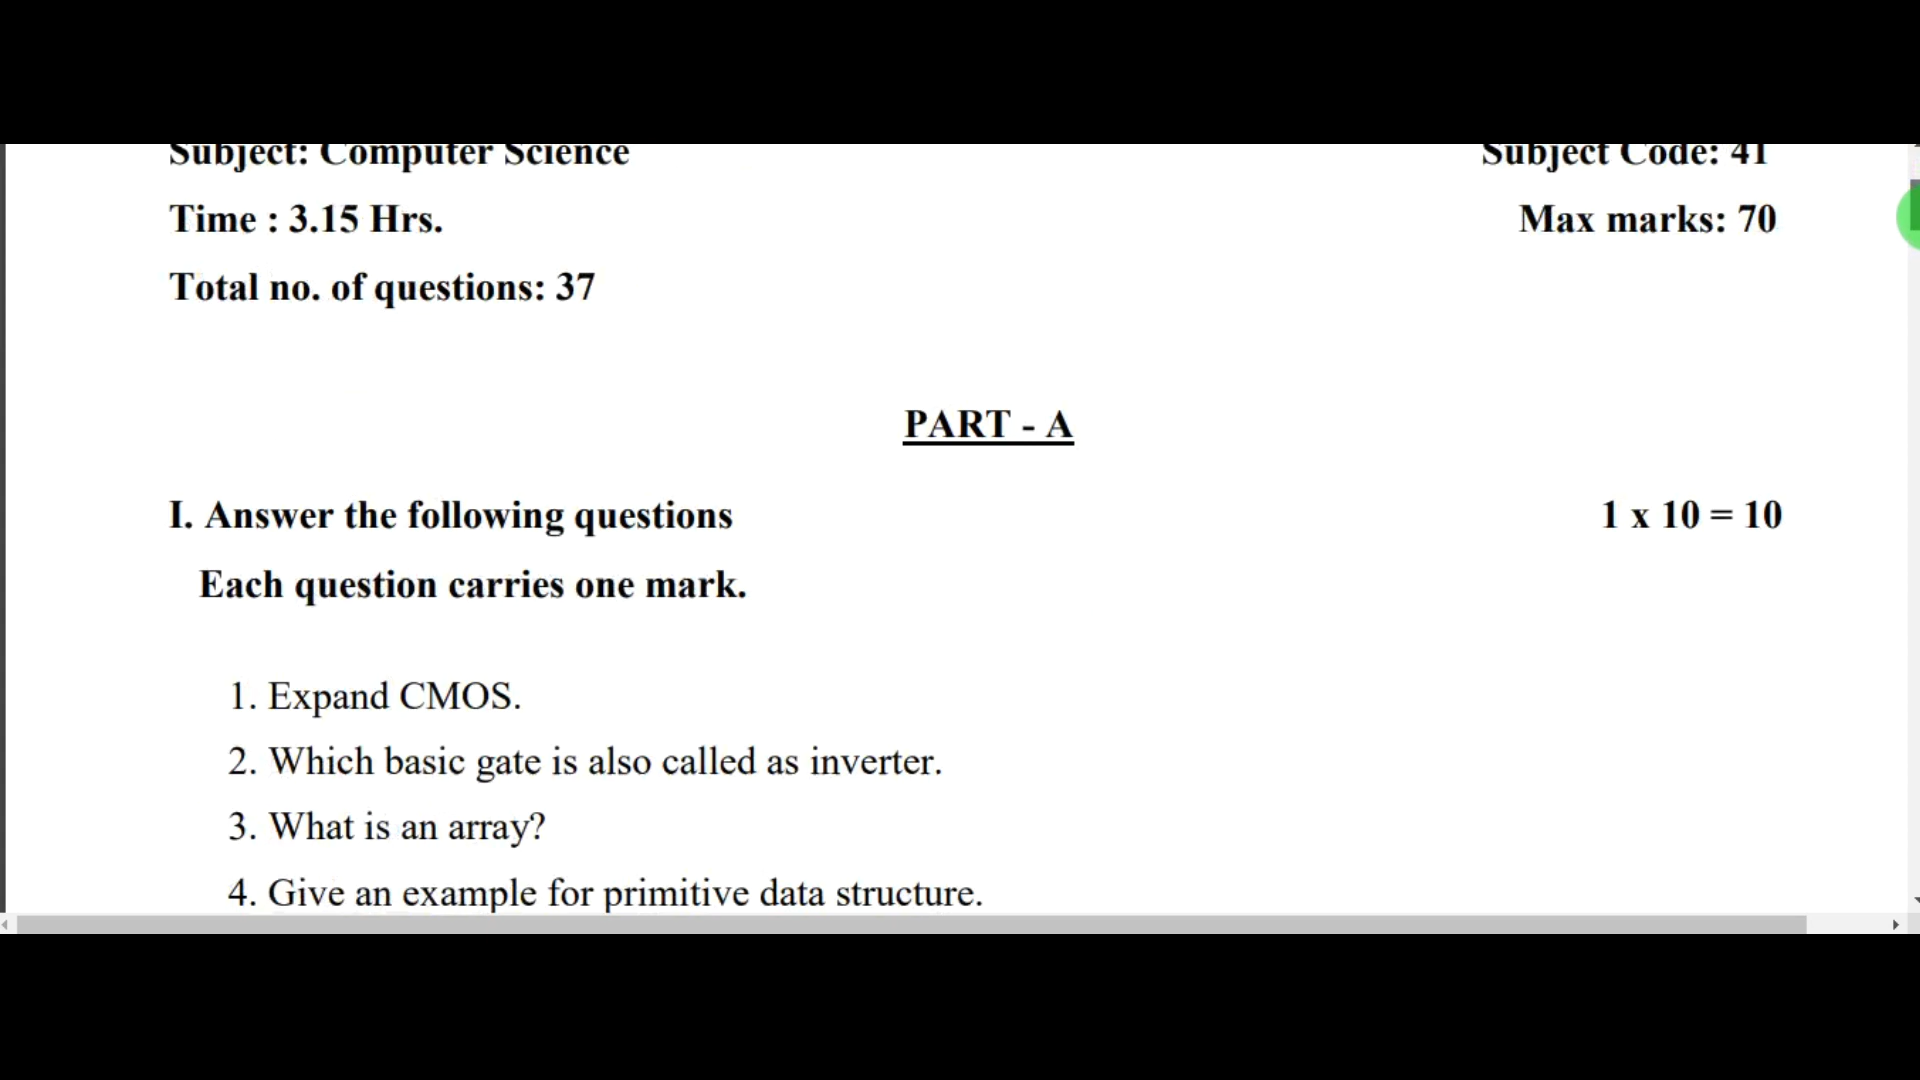 Subject: Computer Science Subject Code: 41
Time : 3.15 Hrs. Max marks: 70
Total no. of questions: 37
PART - A
I. Answer the following questions 1 x 10 = 10
Each question carries one mark.
1. Expand CMOS.
2. Which basic gate is also called as inverter.
3. What is an array?
4. Give an example for primitive data structure.